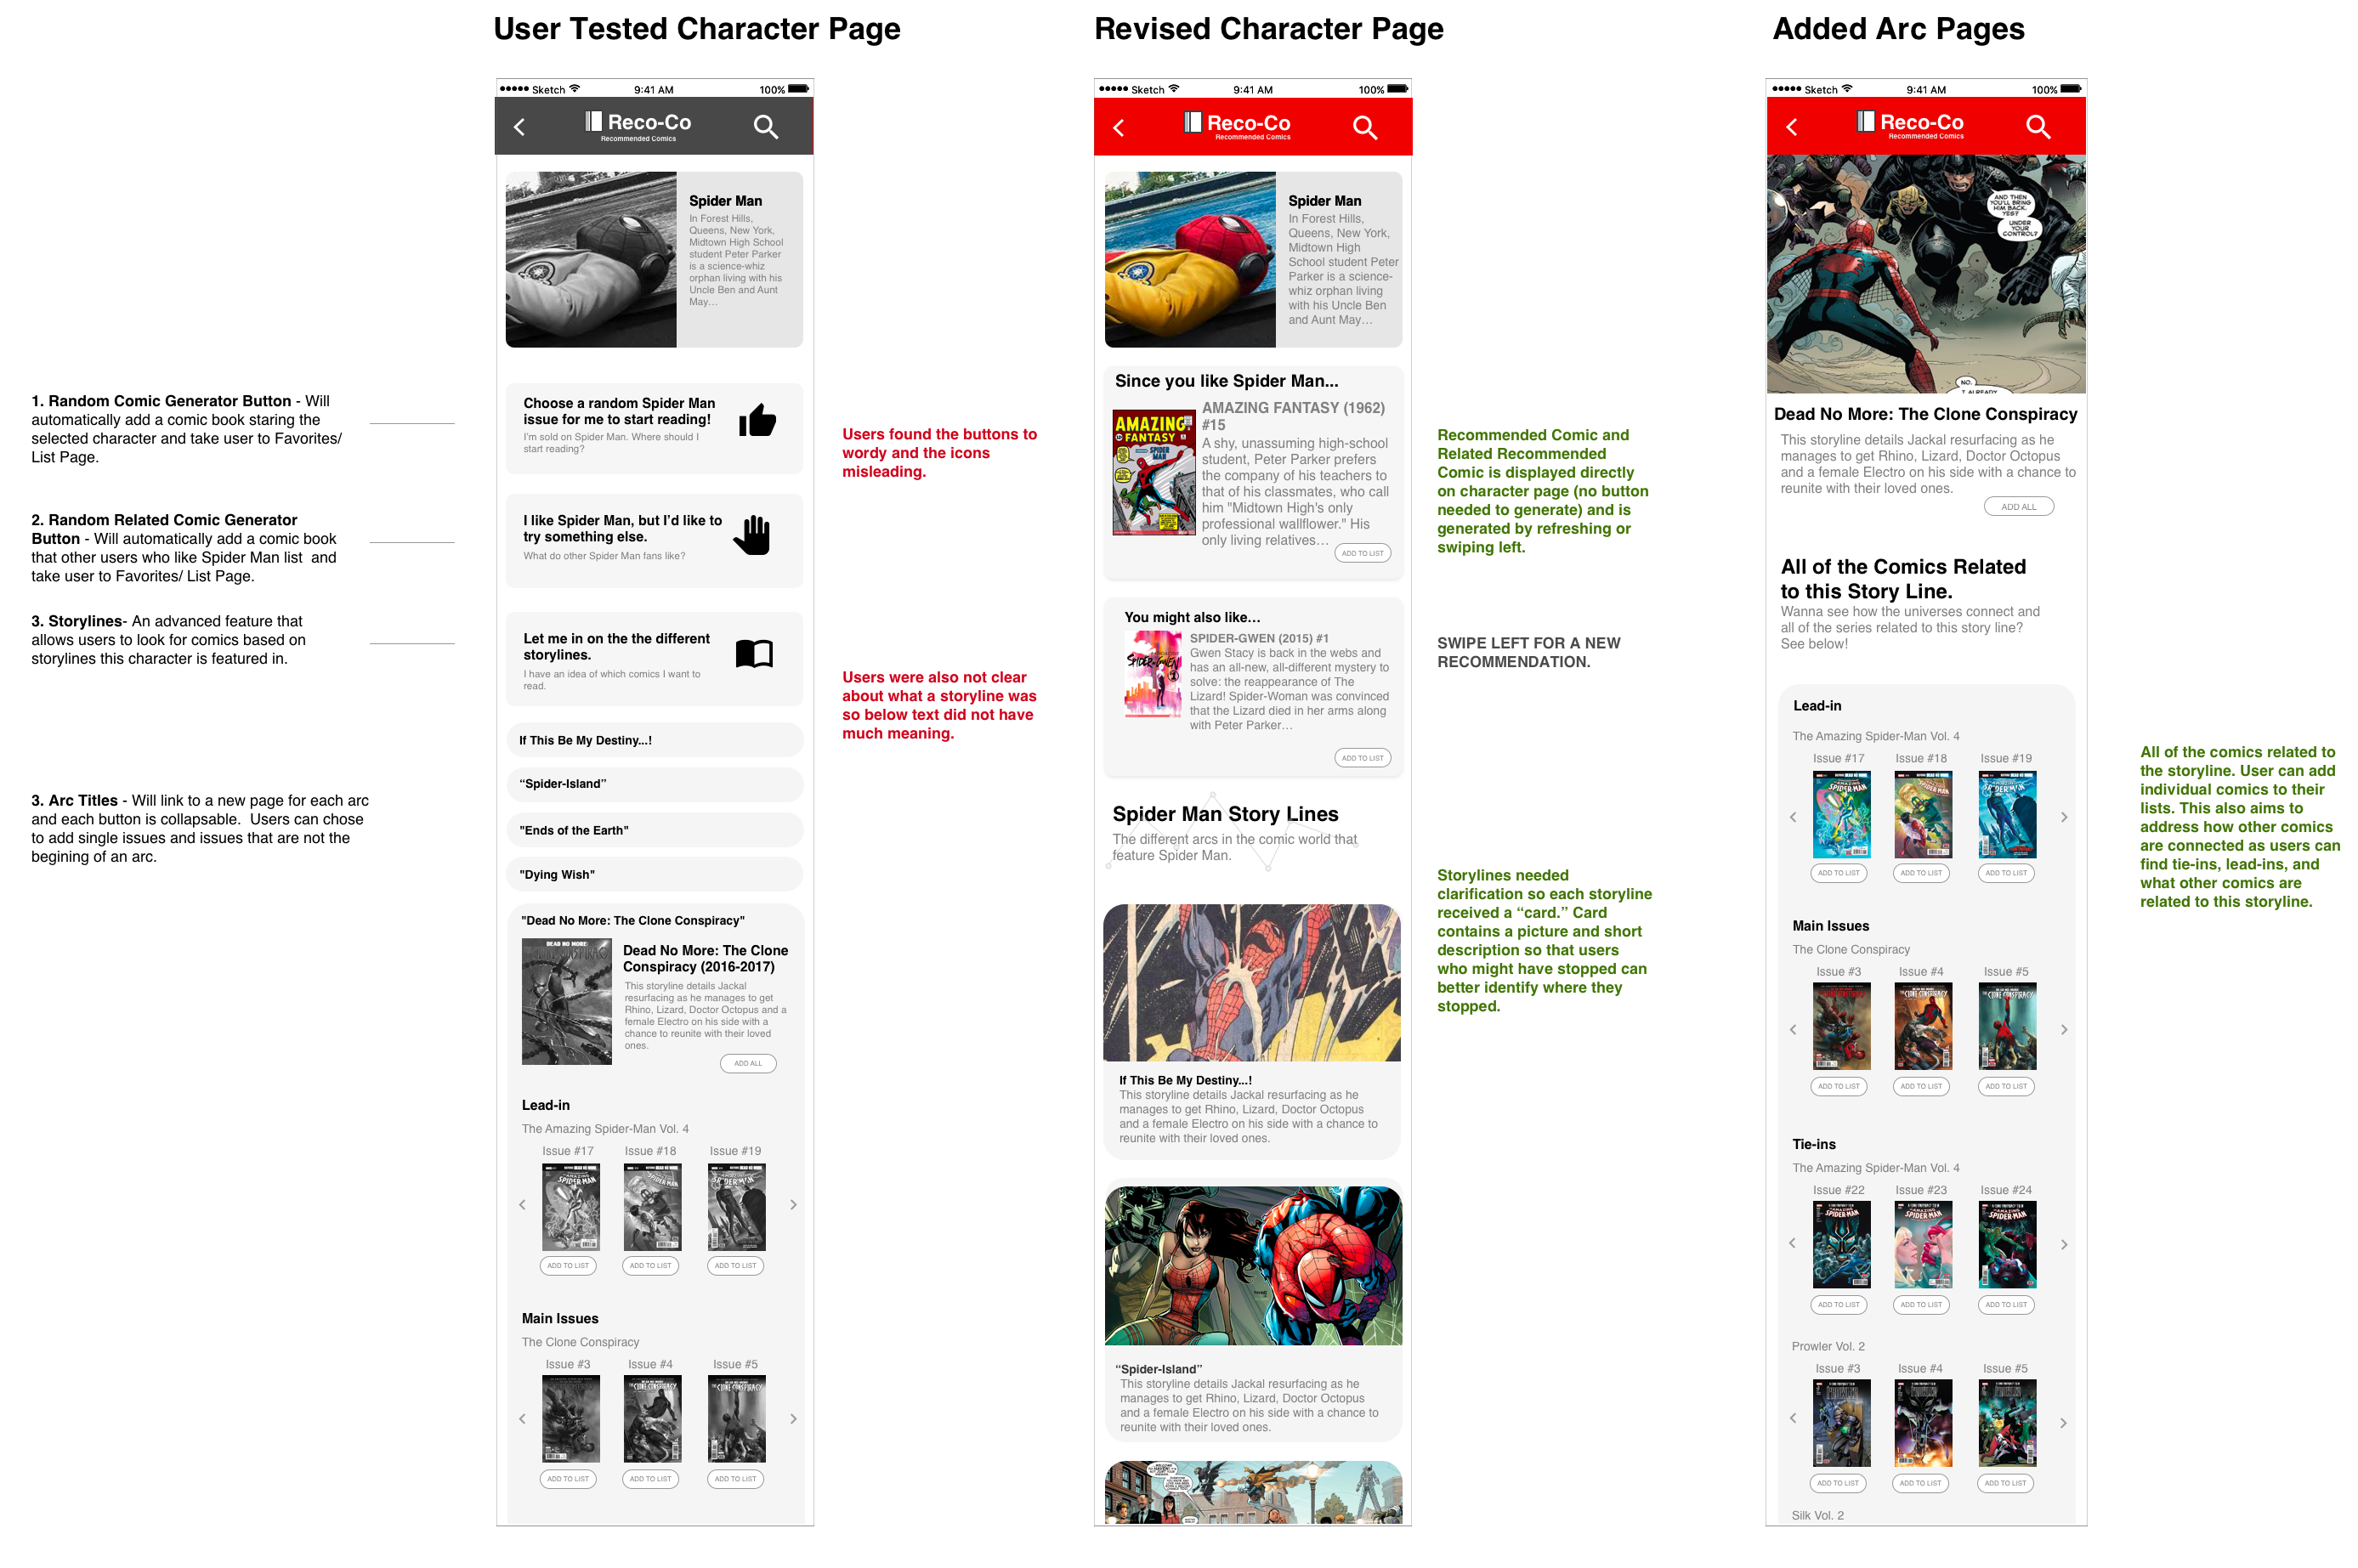 User Tested Character Page
Revised Character Page
Added Arc Pages
1. Random Comic Generator Button - Will
automatically add a comic book staring the
selected character and take user to Favorites/
List Page.
2. Random Related Comic Generator
Button - Will automatically add a comic book
that other users who like Spider Man list and
take user to Favorites/ List Page.
3. Storylines- An advanced feature that
allows users to look for comics based on
storylines this character is featured in.
3. Arc Titles - Will link to a new page for each arc
and each button is collapsable. Users can chose
to add single issues and issues that are not the
begining of an arc.
Sketch 9:41 AM 100%
Reco-Co
Recommended Comics
Spider Man
In Forest Hills,
Queens, New York,
Midtown High School
student Peter Parker
is a science-whiz
orphan living with his
Uncle Ben and Aunt
May…
Choose a random Spider Man
issue for me to start reading!
I'm sold on Spider Man. Where should I
start reading?
I like Spider Man, but I'd like to
try something else.
What do other Spider Man fans like?
Let me in on the the different
storylines.
I have an idea of which comics I want to
read.
If This Be My Destiny...!
“Spider-Island”
"Ends of the Earth"
"Dying Wish"
"Dead No More: The Clone Conspiracy"
DEAD NO MORE:
Dead No More: The Clone
Conspiracy (2016-2017)
This storyline details Jackal
resurfacing as he manages to get
Rhino, Lizard, Doctor Octopus and a
female Electro on his side with a
chance to reunite with their loved
ones.
ADD ALL
Lead-in
The Amazing Spider-Man Vol. 4
Issue #17 Issue #18 Issue #19
ADD TO LIST ADD TO LIST ADD TO LIST
Main Issues
The Clone Conspiracy
Issue #3 Issue #4 Issue #5
ADD TO LIST ADD TO LIST ADD TO LIST
Users found the buttons to
wordy and the icons
misleading.
Users were also not clear
about what a storyline was
so below text did not have
much meaning.
Sketch 9:41 AM 100%
Reco-Co
Recommended Comics
Spider Man
In Forest Hills,
Queens, New York,
Midtown High
School student Peter
Parker is a science-
whiz orphan living
with his Uncle Ben
and Aunt May…
Since you like Spider Man...
AMAZING
FANTASY
SPIDER
MAN
AMAZING FANTASY (1962)
#15
A shy, unassuming high-school
student, Peter Parker prefers
the company of his teachers to
that of his classmates, who call
him "Midtown High's only
professional wallflower." His
only living relatives…
ADD TO LIST
You might also like…
SPIDER-GWEN (2015) #1
Gwen Stacy is back in the webs and
has an all-new, all-different mystery to
solve: the reappearance of The
Lizard! Spider-Woman was convinced
that the Lizard died in her arms along
with Peter Parker…
ADD TO LIST
Spider Man Story Lines
The different arcs in the comic world that
feature Spider Man.
If This Be My Destiny...!
This storyline details Jackal resurfacing as he
manages to get Rhino, Lizard, Doctor Octopus
and a female Electro on his side with a chance to
reunite with their loved ones.
“Spider-Island”
This storyline details Jackal resurfacing as he
manages to get Rhino, Lizard, Doctor Octopus
and a female Electro on his side with a chance to
reunite with their loved ones.
Recommended Comic and
Related Recommended
Comic is displayed directly
on character page (no button
needed to generate) and is
generated by refreshing or
swiping left.
SWIPE LEFT FOR A NEW
RECOMMENDATION.
Storylines needed
clarification so each storyline
received a “card.” Card
contains a picture and short
description so that users
who might have stopped can
better identify where they
stopped.
Sketch 9:41 AM 100%
Reco-Co
Recommended Comics
AND THEN
YOU'LL BRING
HIM BACK.
YES?
UNDER
YOUR
CONTROL?
NO.
I ALREADY
Dead No More: The Clone Conspiracy
This storyline details Jackal resurfacing as he
manages to get Rhino, Lizard, Doctor Octopus
and a female Electro on his side with a chance to
reunite with their loved ones.
ADD ALL
All of the Comics Related
to this Story Line.
Wanna see how the universes connect and
all of the series related to this story line?
See below!
Lead-in
The Amazing Spider-Man Vol. 4
Issue #17 Issue #18 Issue #19
ADD TO LIST ADD TO LIST ADD TO LIST
Main Issues
The Clone Conspiracy
Issue #3 Issue #4 Issue #5
ADD TO LIST ADD TO LIST ADD TO LIST
Tie-ins
The Amazing Spider-Man Vol. 4
Issue #22 Issue #23 Issue #24
ADD TO LIST ADD TO LIST ADD TO LIST
Prowler Vol. 2
Issue #3 Issue #4 Issue #5
ADD TO LIST ADD TO LIST ADD TO LIST
Silk Vol. 2
All of the comics related to
the storyline. User can add
individual comics to their
lists. This also aims to
address how other comics
are connected as users can
find tie-ins, lead-ins, and
what other comics are
related to this storyline.